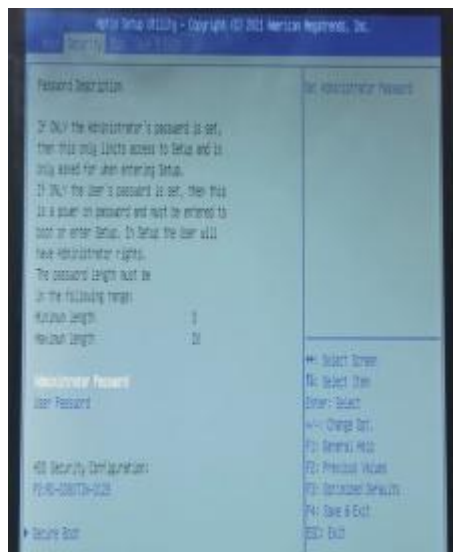 Aptio Setup Utility - Copyright (C) 2021 American Megatrends, Inc.
Security
Password Description
Set Administrator Password
If ONLY the Administrator's password is set,
then this only limits access to Setup and is
only asked for when entering Setup.
If ONLY the User's password is set, then this
is a power on password and must be entered to
boot or enter Setup. In Setup the User will
have Administrator rights.
The password length must be
in the following range:
Minimum length
Maximum length 20
Administrator Password
User Password
HDD Security Configuration:
Secure Boot
Select Screen
Select Item
Enter: Select
+/-: Change Opt.
F1: General Help
F2: Previous Values
F3: Optimized Defaults
F4: Save & Exit
ESC: Exit